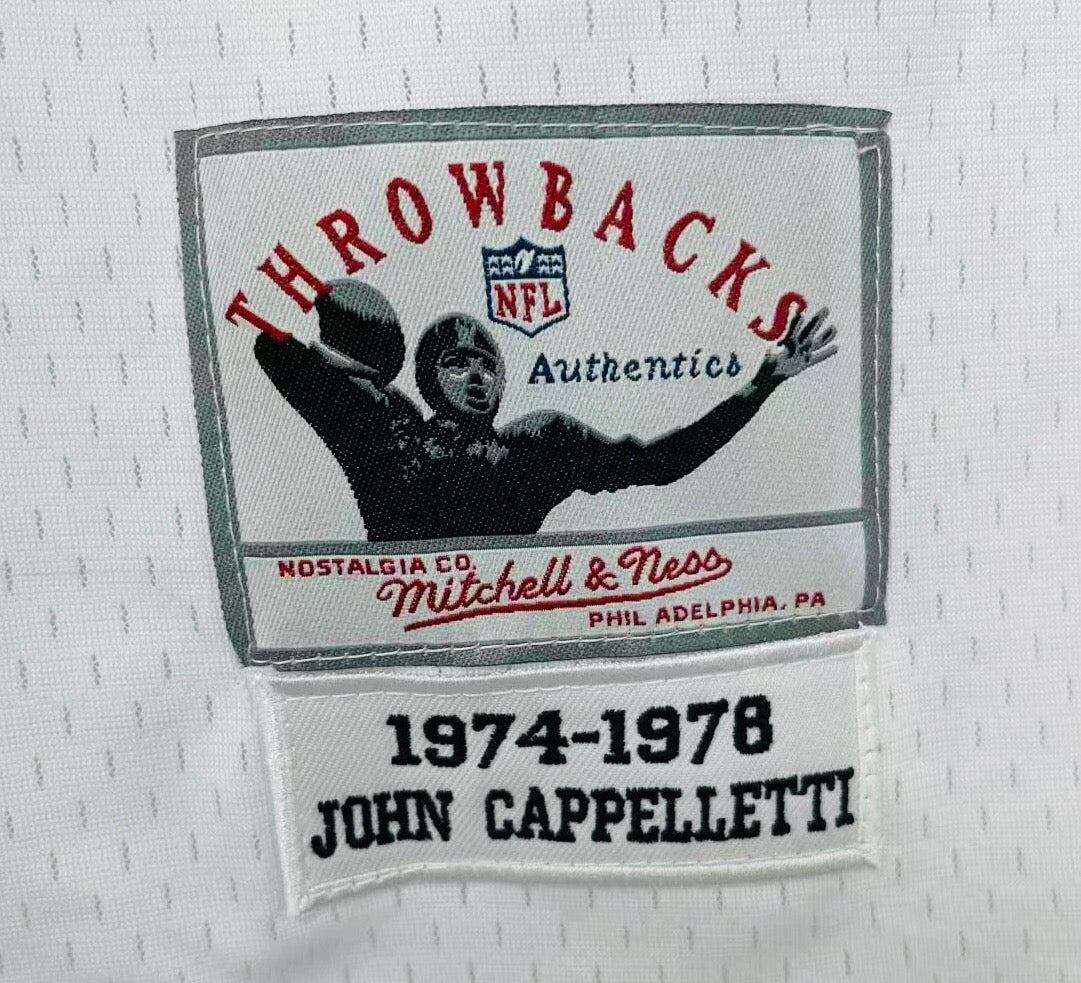 THROWBACKS
NFL
Authentics
NOSTALGIA CO.
Mitchell & Ness
PHIL ADELPHIA, PA
1974-1978
JOHN CAPPELLETTI